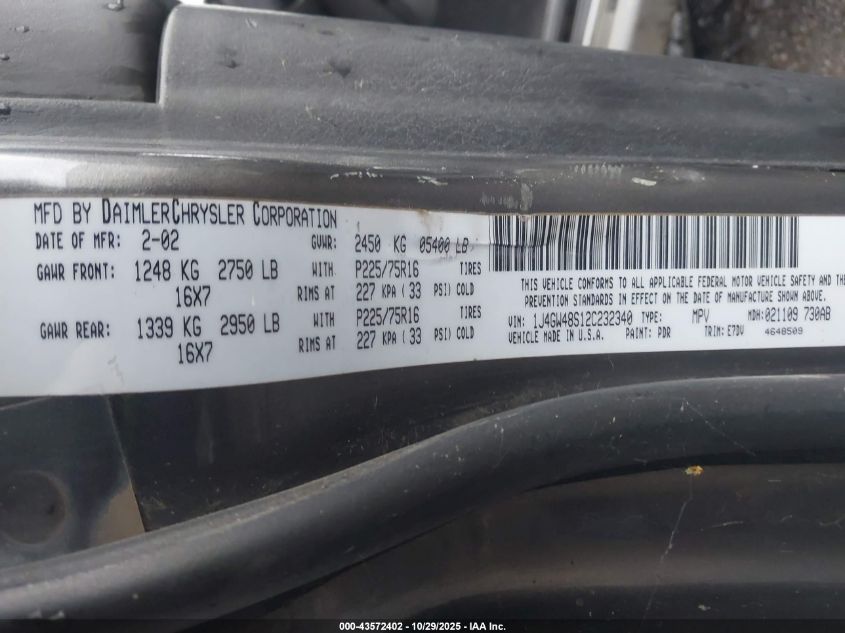 MFD BY DAIMLERCHRYSLER CORPORATION
DATE OF MFR: 2-02 GVWR: 2450 KG 05400 LB
GAWR FRONT: 1248 KG 2750 LB WITH P225/75R16 TIRES
16X7 RIMS AT 227 KPA ( 33 PSI) COLD
GAWR REAR: 1339 KG 2950 LB WITH P225/75R16 TIRES
16X7 RIMS AT 227 KPA ( 33 PSI) COLD
THIS VEHICLE CONFORMS TO ALL APPLICABLE FEDERAL MOTOR VEHICLE SAFETY AND
PREVENTION STANDARDS IN EFFECT ON THE DATE OF MANUFACTURE SHOWN ABOVE.
VIN: 1J4GW48S12C232340 TYPE: MPV MDH: 021109 730AB
VEHICLE MADE IN U.S.A. PAINT: PDR TRIM: E7DV 4648509
000-43572402 - 10/29/2025 - IAA Inc.